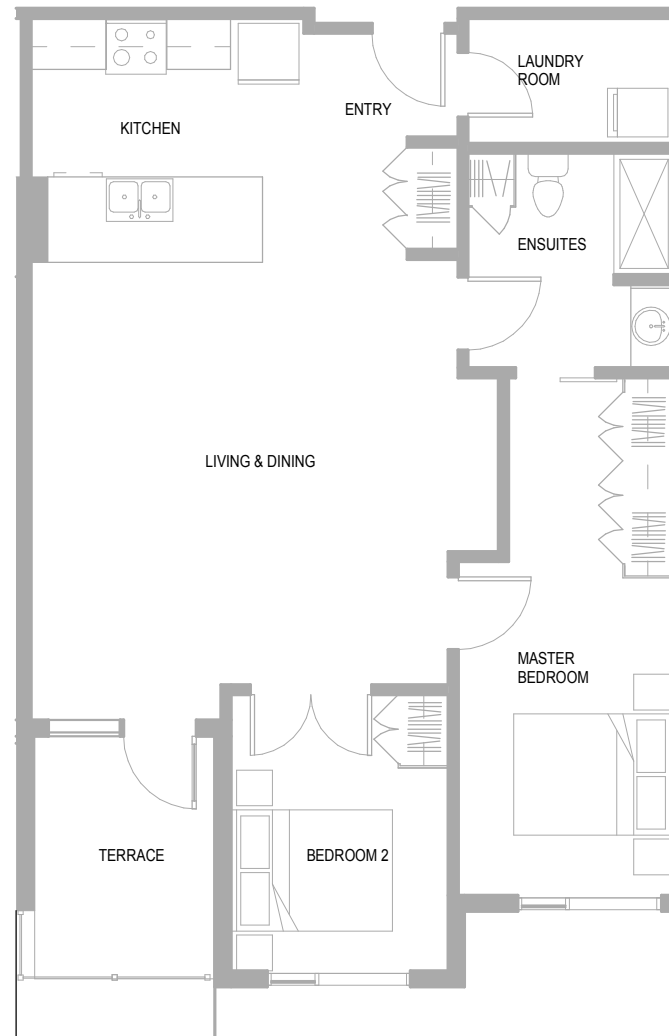 LAUNDRY
ROOM
ENTRY
KITCHEN
ENSUITES
LIVING & DINING
MASTER
BEDROOM
TERRACE
BEDROOM 2